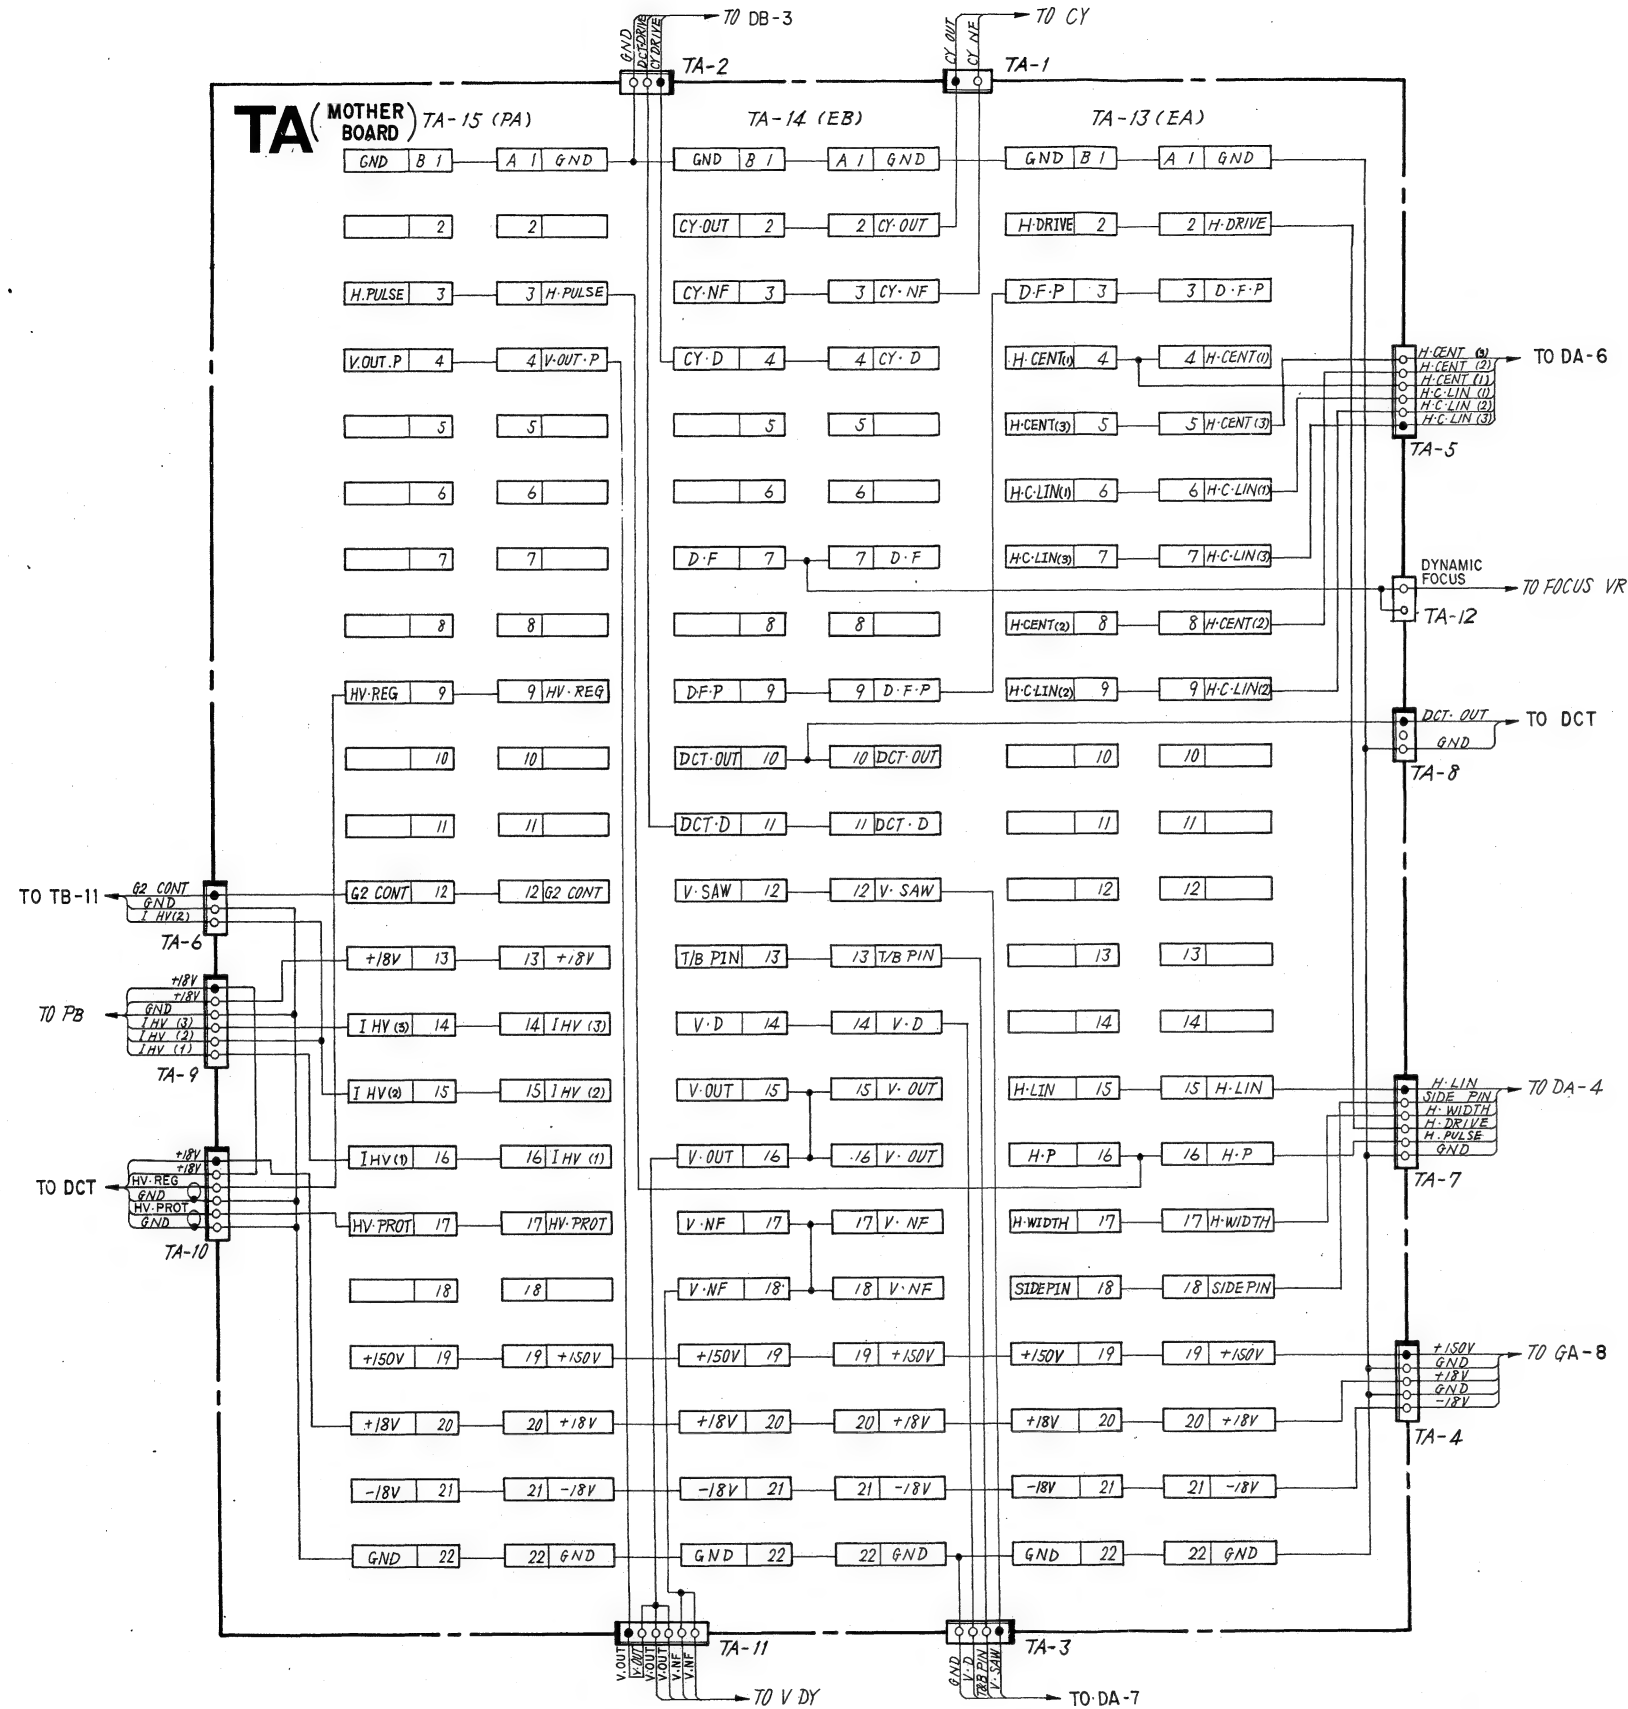 TO DB-3
TO CY
GND
DCT·DRIVE
CY DRIVE
CY OUT
CY NF
TA-2
TA-1
TA (MOTHER BOARD)
TA-15 (PA)
TA-14 (EB)
TA-13 (EA)
GND B 1 A 1 GND GND B 1 A 1 GND GND B 1 A 1 GND
2 2 CY·OUT 2 2 CY·OUT H·DRIVE 2 2 H·DRIVE
H.PULSE 3 3 H·PULSE CY·NF 3 3 CY·NF D·F·P 3 3 D·F·P
V.OUT.P 4 4 V·OUT·P CY·D 4 4 CY·D H·CENT(1) 4 4 H·CENT(1)
5 5 5 5 H·CENT(3) 5 5 H·CENT(3)
6 6 6 6 H·C·LIN(1) 6 6 H·C·LIN(1)
7 7 D·F 7 7 D·F H·C·LIN(3) 7 7 H·C·LIN(3)
8 8 8 8 H·CENT(2) 8 8 H·CENT(2)
HV·REG 9 9 HV·REG D·F·P 9 9 D·F·P H·C·LIN(2) 9 9 H·C·LIN(2
10 10 DCT·OUT 10 10 DCT·OUT 10 10
11 11 DCT·D 11 11 DCT·D 11 11
G2 CONT 12 12 G2 CONT V·SAW 12 12 V·SAW 12 12
+18V 13 13 +18V T/B PIN 13 13 T/B PIN 13 13
I HV(3) 14 14 I HV (3) V·D 14 14 V·D 14 14
I HV(2) 15 15 I HV (2) V·OUT 15 15 V·OUT H·LIN 15 15 H·LIN
I HV(1) 16 16 I HV (1) V·OUT 16 16 V·OUT H·P 16 16 H·P
HV·PROT 17 17 HV·PROT V·NF 17 17 V·NF H·WIDTH 17 17 H·WIDTH
18 18 V·NF 18 18 V·NF SIDEPIN 18 18 SIDEPIN
+150V 19 19 +150V +150V 19 19 +150V +150V 19 19 +150V
+18V 20 20 +18V +18V 20 20 +18V +18V 20 20 +18V
-18V 21 21 -18V -18V 21 21 -18V -18V 21 21 -18V
GND 22 22 GND GND 22 22 GND GND 22 22 GND
H·CENT (3)
H·CENT (2)
H·CENT (1)
H·C·LIN (1)
H·C·LIN (2)
H·C·LIN (3)
TO DA-6
TA-5
DYNAMIC
FOCUS
TO FOCUS VR
TA-12
DCT·OUT
GND
TO DCT
TA-8
H·LIN
SIDE PIN
H·WIDTH
H·DRIVE
H.PULSE
GND
TO DA-4
TA-7
+150V
GND
+18V
GND
-18V
TO GA-8
TA-4
TO TB-11
G2 CONT
GND
I HV(2)
TA-6
TO PB
+18V
+18V
GND
I HV (3)
I HV (2)
I HV (1)
TA-9
TO DCT
+18V
+18V
HV·REG
GND
HV·PROT
GND
TA-10
V.OUT
V.OUT
V.OUT
V.OUT
V.NF
V.NF
TA-11
TO V DY
GND
V·D
T&B PIN
V·SAW
TA-3
TO DA-7